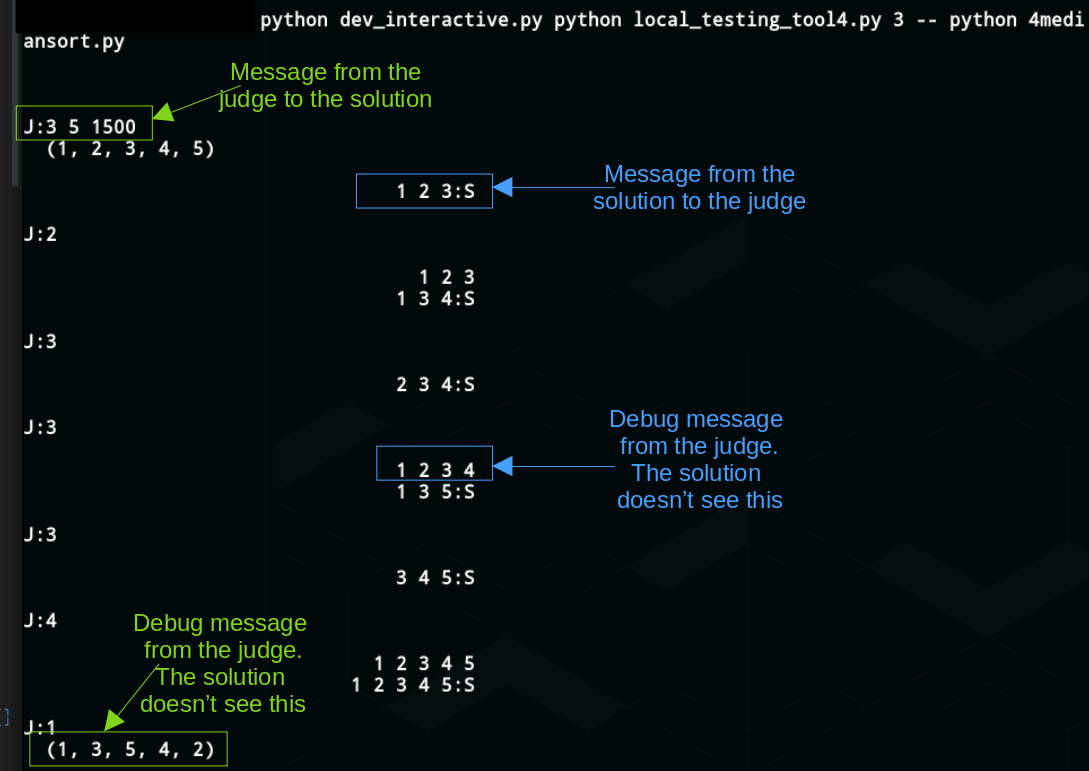 python dev_interactive.py python local_testing_tool4.py 3 -- python 4medi
ansort.py
Message from the
judge to the solution
J:3 5 1500
(1, 2, 3, 4, 5)
Message from the
solution to the judge
1 2 3:S
J:2
1 2 3
1 3 4:S
J:3
2 3 4:S
J:3
Debug message
from the judge.
The solution
doesn't see this
1 2 3 4
1 3 5:S
J:3
3 4 5:S
J:4
Debug message
from the judge.
The solution
doesn't see this
1 2 3 4 5
1 2 3 4 5:S
J:1
(1, 3, 5, 4, 2)